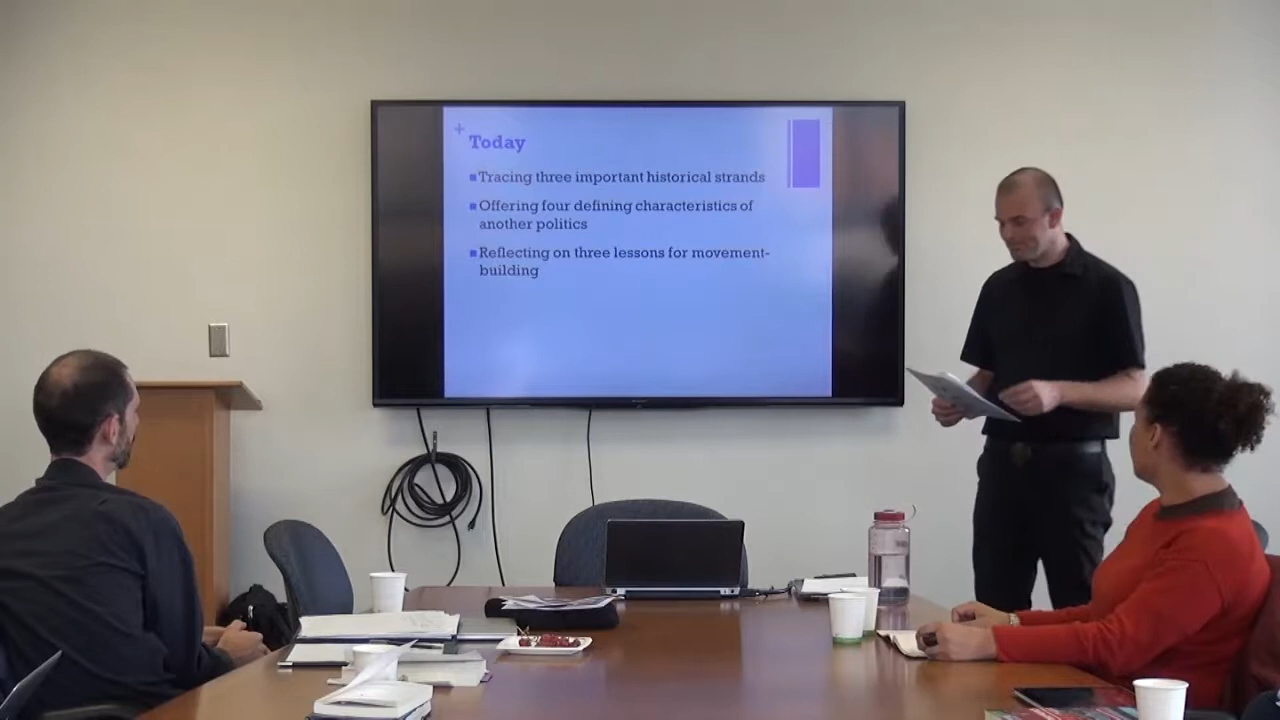 +
Today
Tracing three important historical strands
Offering four defining characteristics of
another politics
Reflecting on three lessons for movement-
building